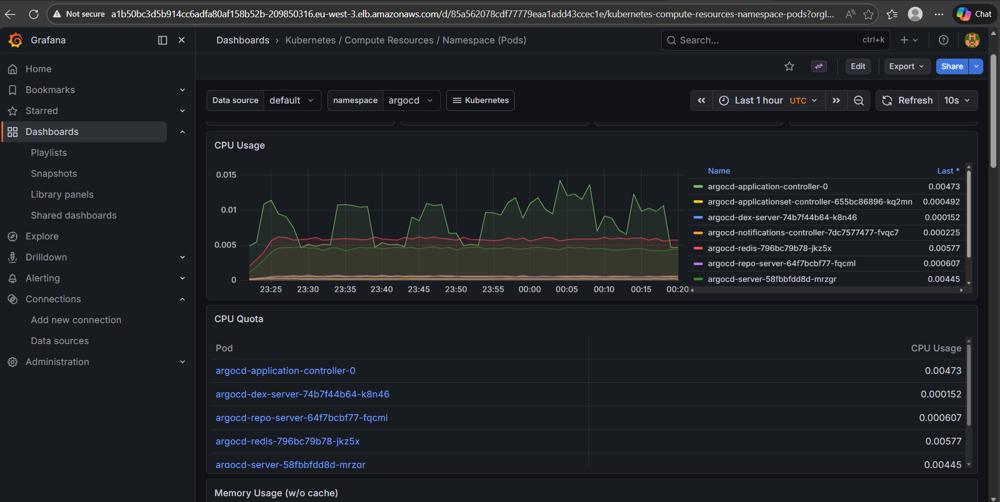 Not secure a1b50bc3d5b914cc6adfa80af158b52b-209850316.eu-west-3.elb.amazonaws.com/d/85a562078cdf77779eaa1add43ccec1e/kubernetes-compute-resources-namespace-pods?orgI... Chat
Grafana
Dashboards › Kubernetes / Compute Resources / Namespace (Pods)
Search... ctrl+k
Home
Bookmarks
Starred
Dashboards
Playlists
Snapshots
Library panels
Shared dashboards
Explore
Drilldown
Alerting
Connections
Add new connection
Data sources
Administration
Edit Export Share
Data source default namespace argocd Kubernetes Last 1 hour UTC Refresh 10s
CPU Usage
0.015
0.01
0.005
0
23:25 23:30 23:35 23:40 23:45 23:50 23:55 00:00 00:05 00:10 00:15 00:20
Name Last *
argocd-application-controller-0 0.00473
argocd-applicationset-controller-655bc86896-kq2mn 0.000492
argocd-dex-server-74b7f44b64-k8n46 0.000152
argocd-notifications-controller-7dc7577477-fvqc7 0.000225
argocd-redis-796bc79b78-jkz5x 0.00577
argocd-repo-server-64f7bcbf77-fqcml 0.000607
argocd-server-58fbbfdd8d-mrzgr 0.00445
CPU Quota
Pod CPU Usage
argocd-application-controller-0 0.00473
argocd-dex-server-74b7f44b64-k8n46 0.000152
argocd-repo-server-64f7bcbf77-fqcml 0.000607
argocd-redis-796bc79b78-jkz5x 0.00577
argocd-server-58fbbfdd8d-mrzgr 0.00445
Memory Usage (w/o cache)